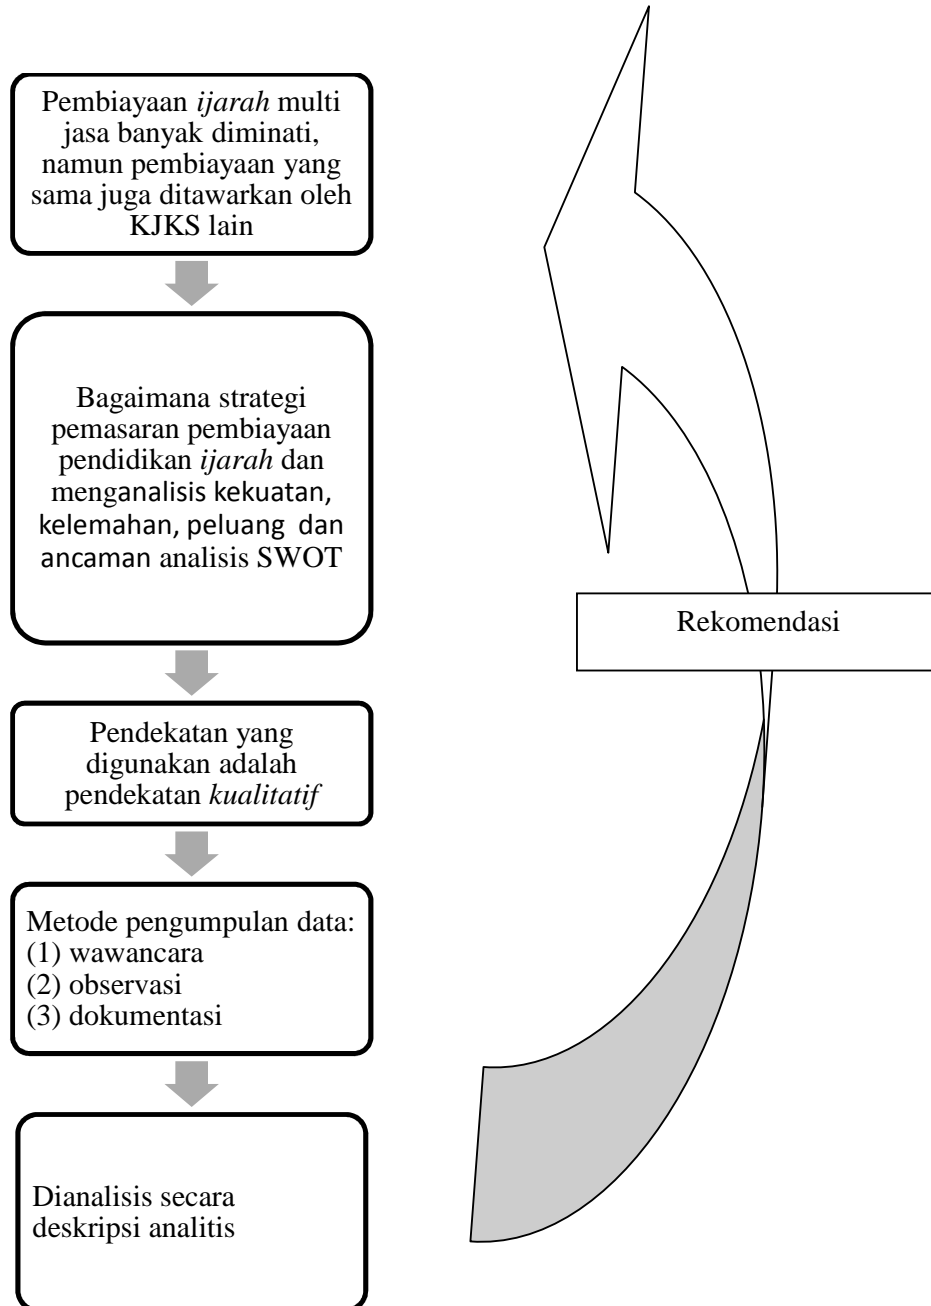 Pembiayaan ijarah multi
jasa banyak diminati,
namun pembiayaan yang
sama juga ditawarkan oleh
KJKS lain
Bagaimana strategi
pemasaran pembiayaan
pendidikan ijarah dan
menganalisis kekuatan,
kelemahan, peluang dan
ancaman analisis SWOT
Pendekatan yang
digunakan adalah
pendekatan kualitatif
Metode pengumpulan data:
(1) wawancara
(2) observasi
(3) dokumentasi
Dianalisis secara
deskripsi analitis
Rekomendasi